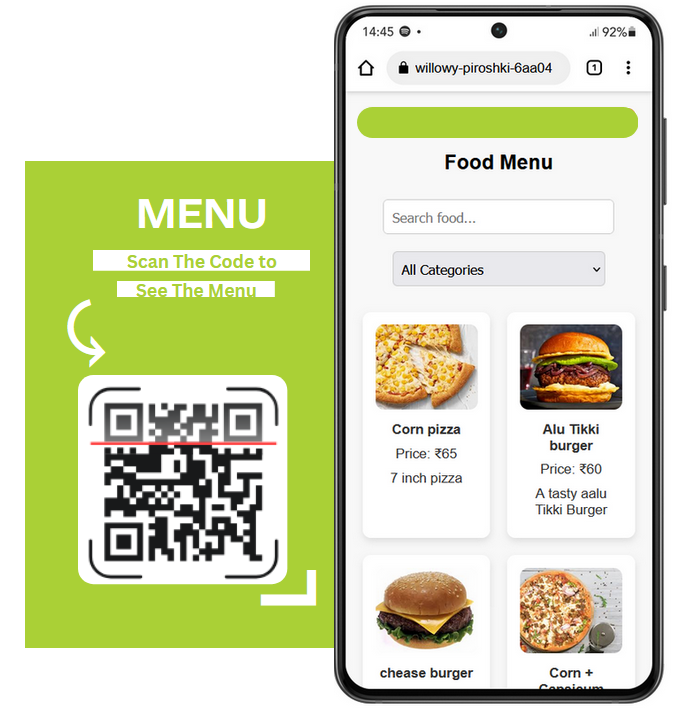 MENU
Scan The Code to
See The Menu
14:45
92%
willowy-piroshki-6aa04
1
Food Menu
Search food...
All Categories
Corn pizza
Price: ₹65
7 inch pizza
Alu Tikki
burger
Price: ₹60
A tasty aalu
Tikki Burger
chease burger
Corn +
Capsicum